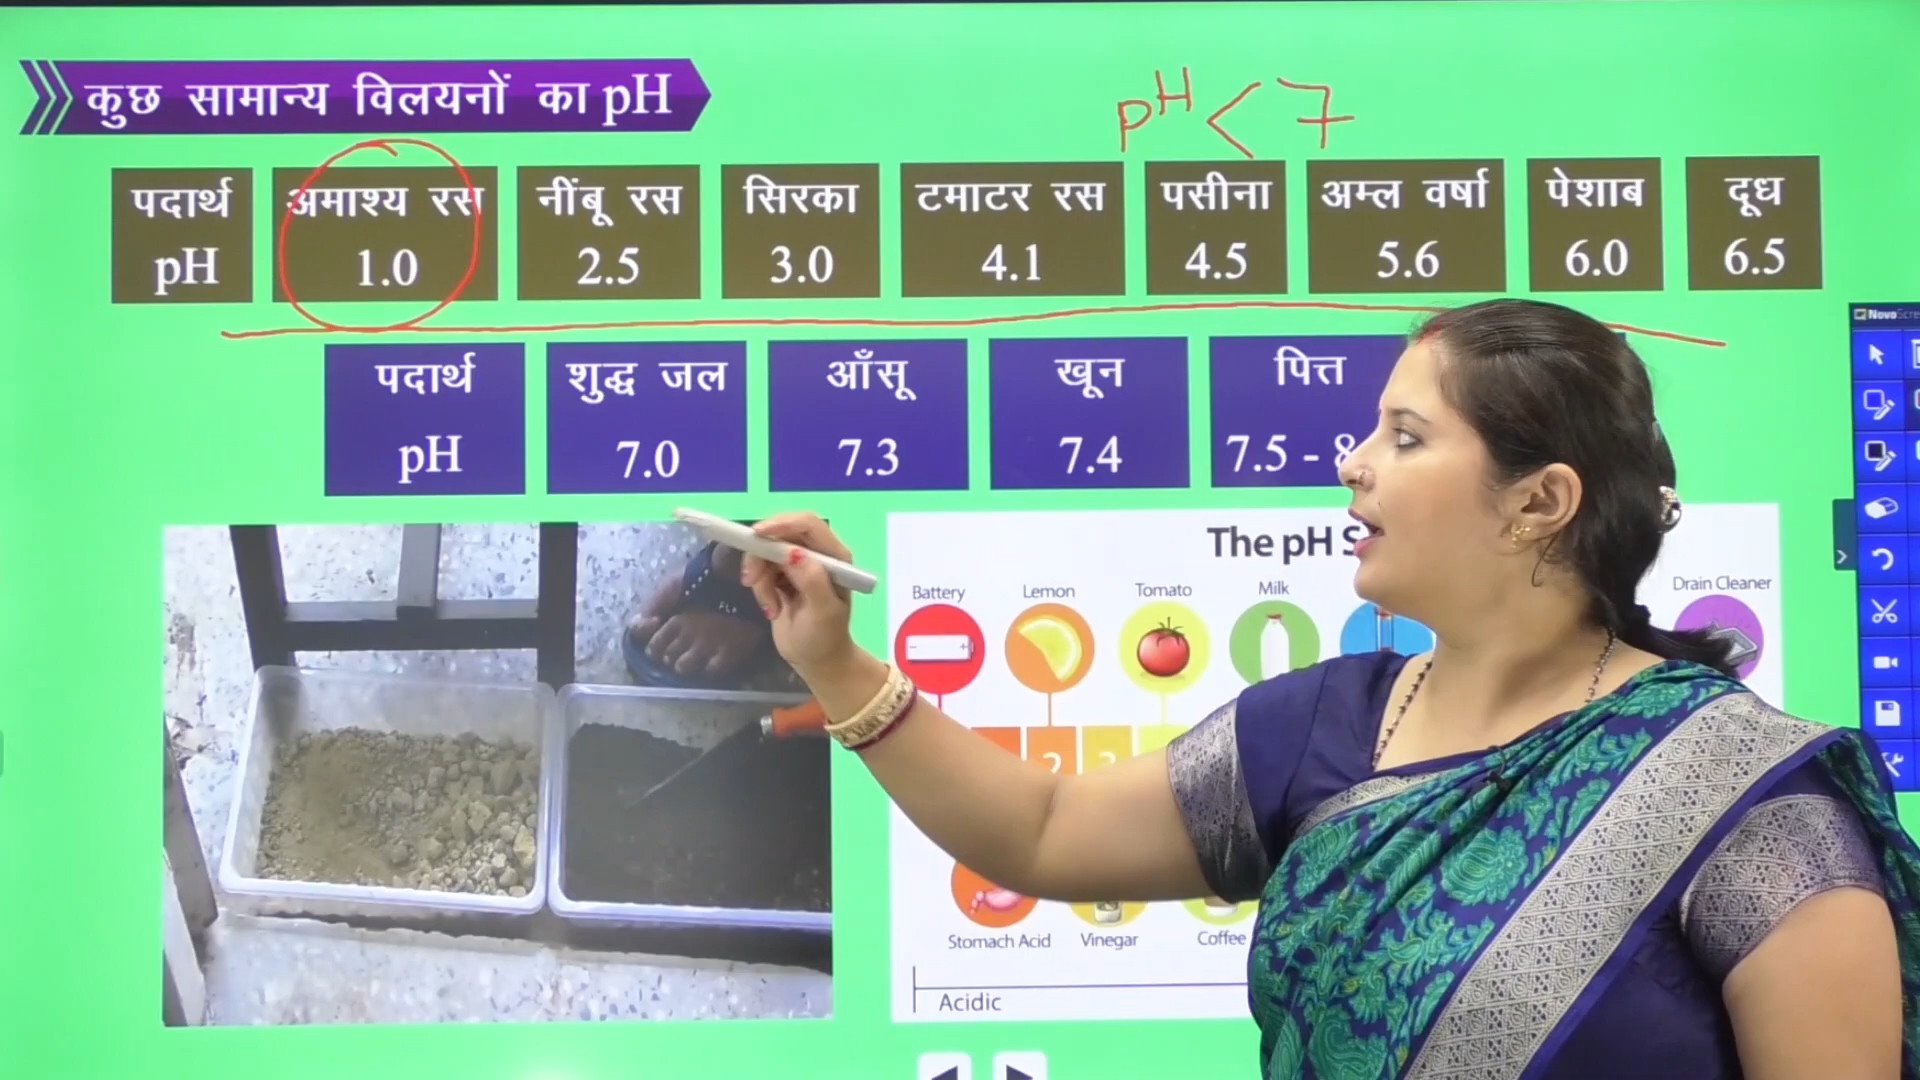 कुछ सामान्य विलयनों का pH
pH < 7
पदार्थ अमाश्य रस नींबू रस सिरका टमाटर रस पसीना अम्ल वर्षा पेशाब दूध
pH 1.0 2.5 3.0 4.1 4.5 5.6 6.0 6.5
पदार्थ शुद्ध जल आँसू खून पित्त
pH 7.0 7.3 7.4 7.5 -
The pH
Battery Lemon Tomato Milk Drain Cleaner
2 3
Stomach Acid Vinegar Coffee
Acidic